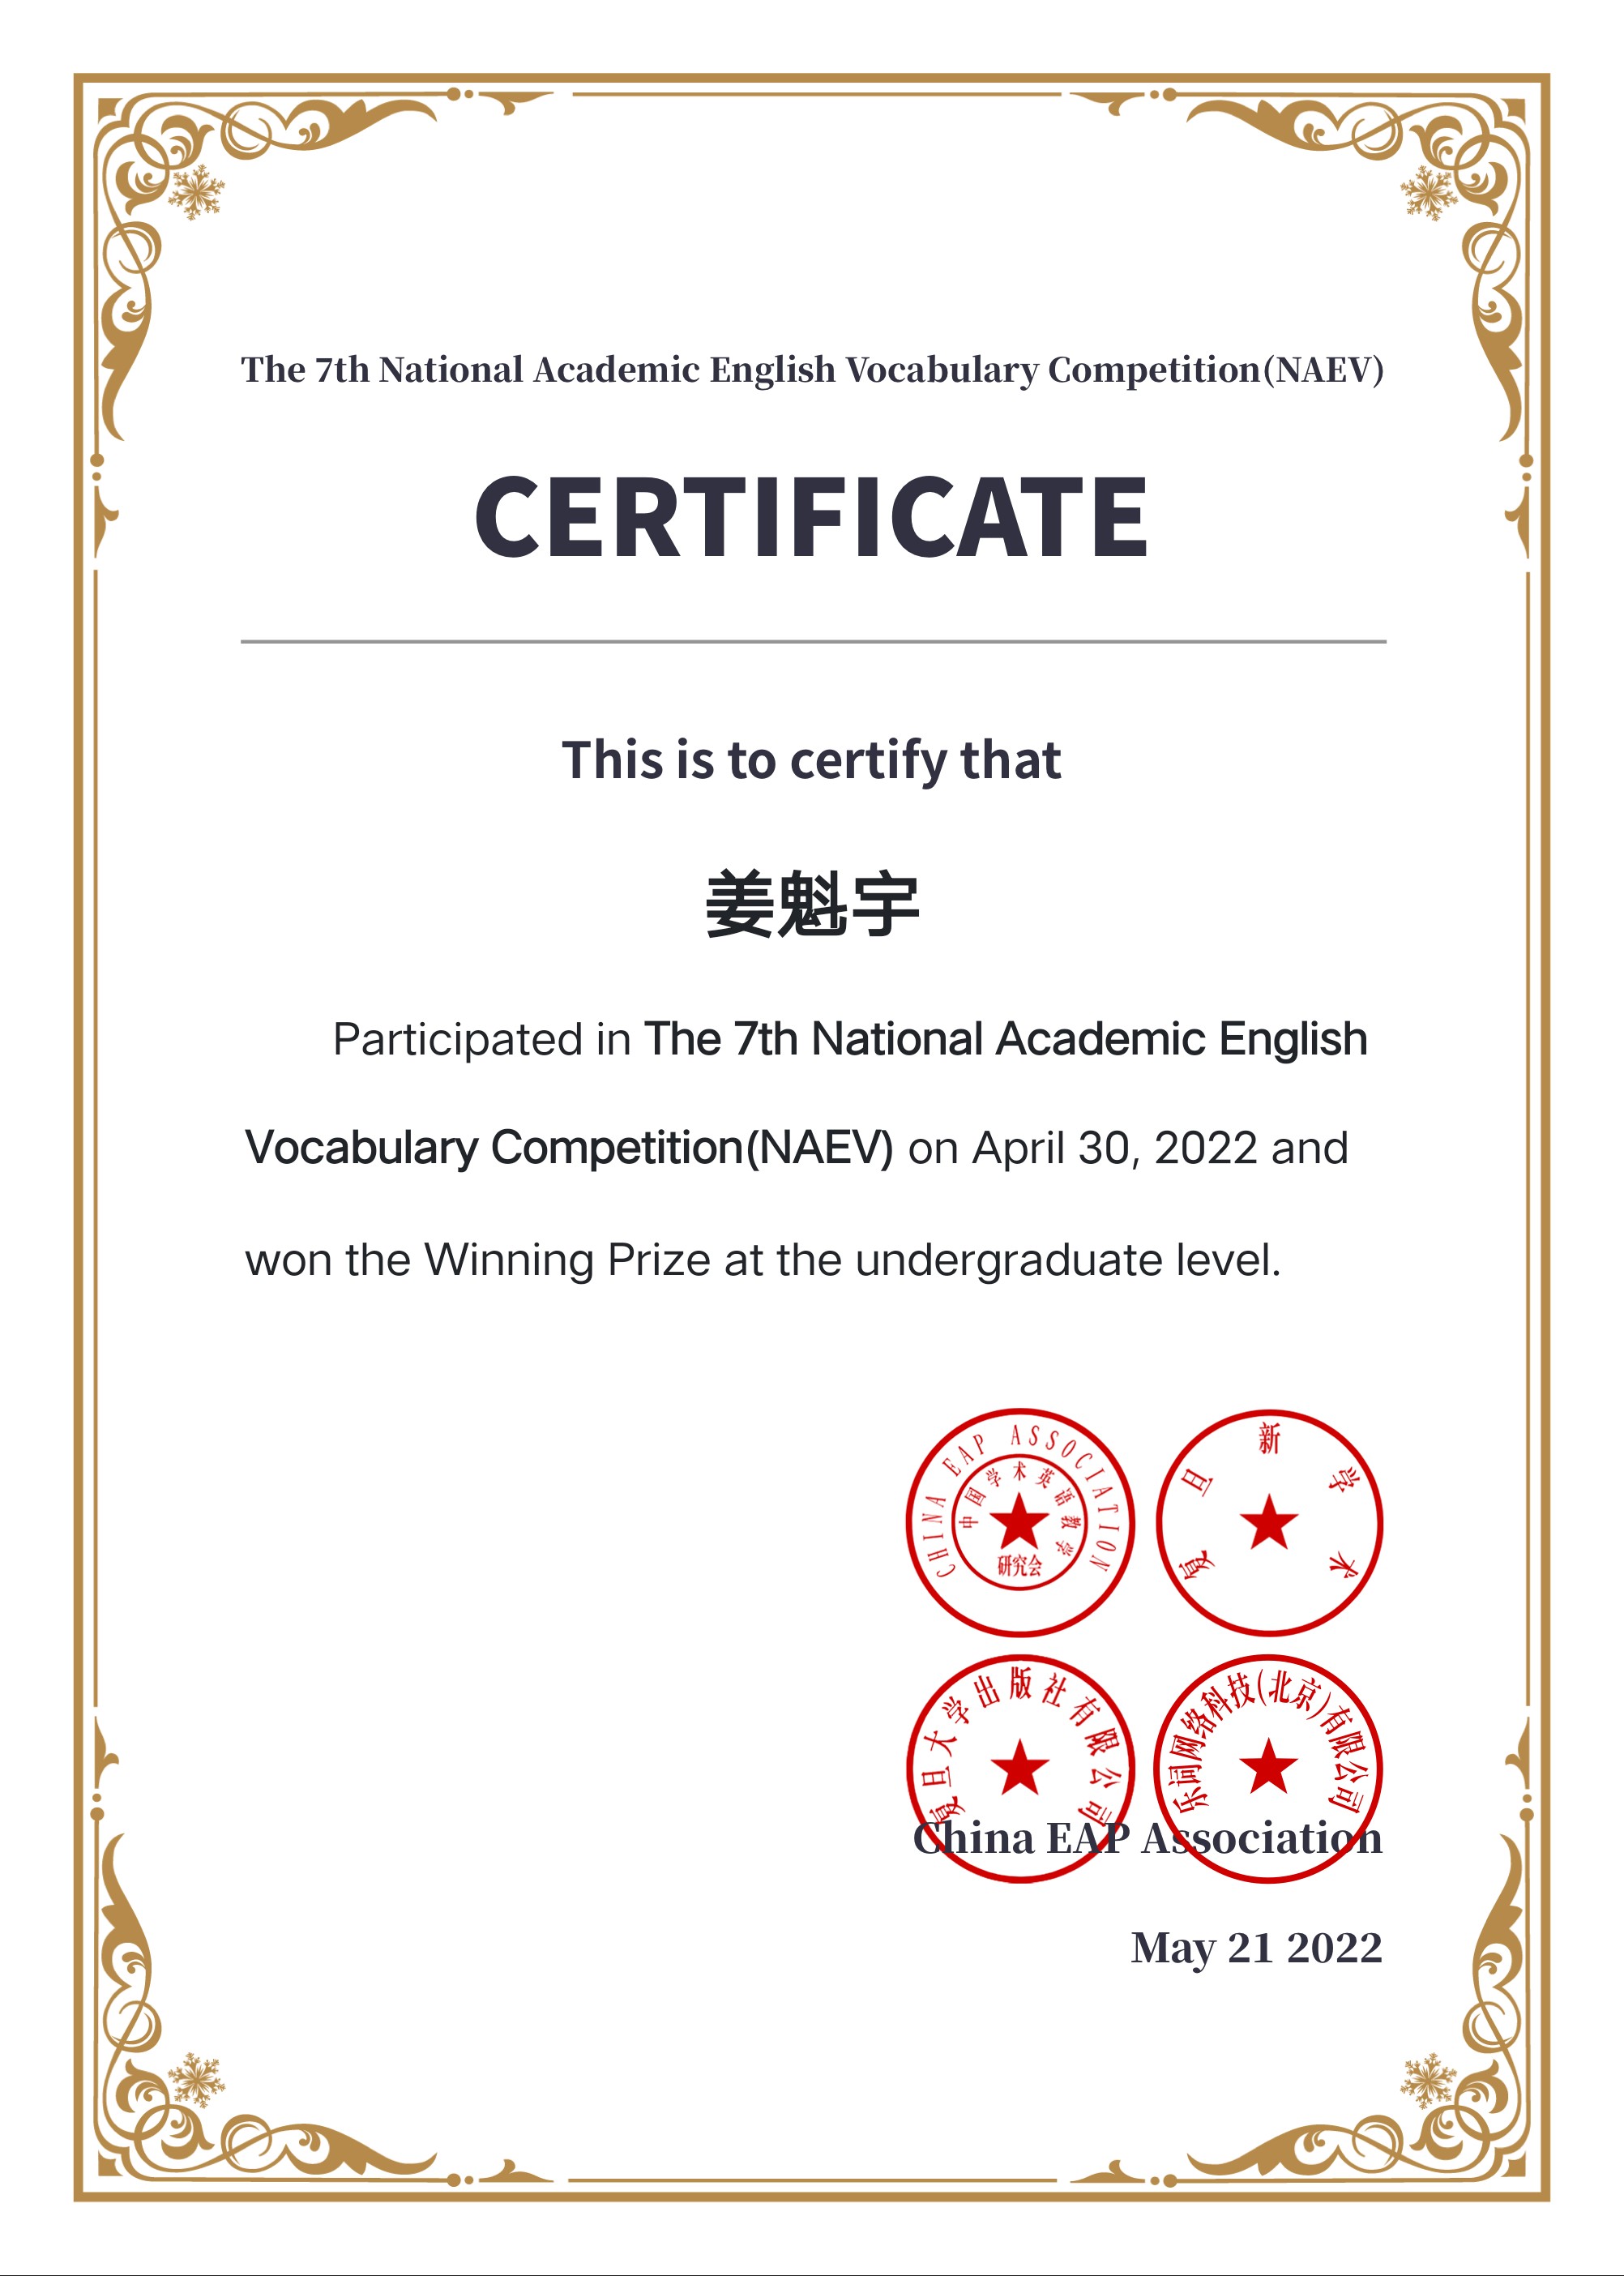 The 7th National Academic English Vocabulary Competition(NAEV)
CERTIFICATE
This is to certify that
姜魁宇
Participated in The 7th National Academic English
Vocabulary Competition(NAEV) on April 30, 2022 and
won the Winning Prize at the undergraduate level.
CHINA EAP ASSOCIATION
中国学术英语教学
研究会
复旦新学术
复旦大学出版社有限公司
乐词网络科技(北京)有限公司
China EAP Association
May 21 2022